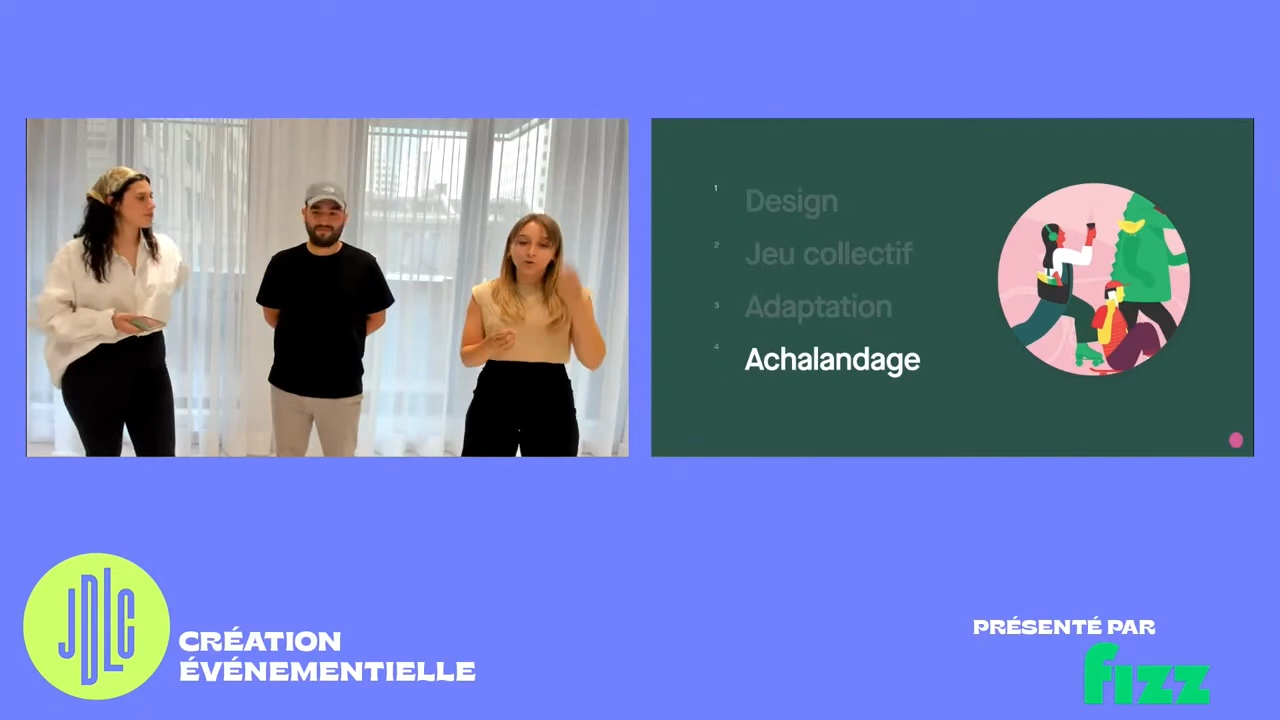 1
Design
2
Jeu collectif
3
Adaptation
4
Achalandage
JDLC
CRÉATION
ÉVÉNEMENTIELLE
PRÉSENTÉ PAR
fizz